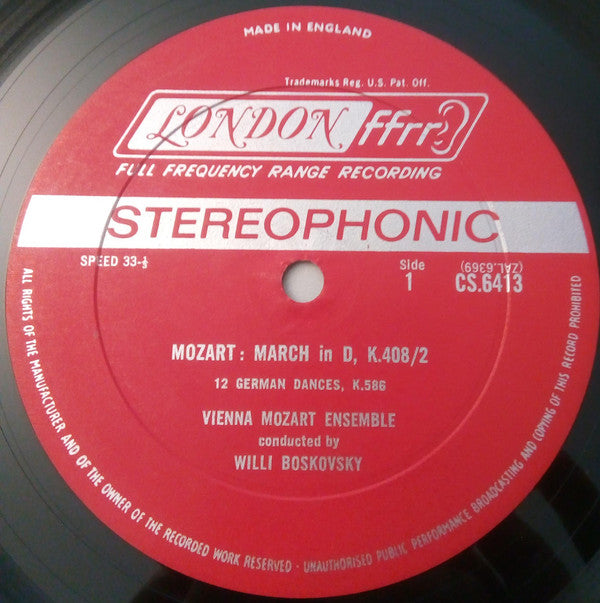 MADE IN ENGLAND
Trademarks Reg. U.S. Pat. Off.
LONDON ffrr
FULL FREQUENCY RANGE RECORDING
STEREOPHONIC
SPEED 33-⅓
Side
1
(ZAL.6369)
CS.6413
MOZART: MARCH in D, K.408/2
12 GERMAN DANCES, K.586
VIENNA MOZART ENSEMBLE
conducted by
WILLI BOSKOVSKY
ALL RIGHTS OF THE MANUFACTURER AND OF THE OWNER OF THE RECORDED WORK RESERVED · UNAUTHORISED PUBLIC PERFORMANCE BROADCASTING AND COPYING OF THIS RECORD PROHIBITED